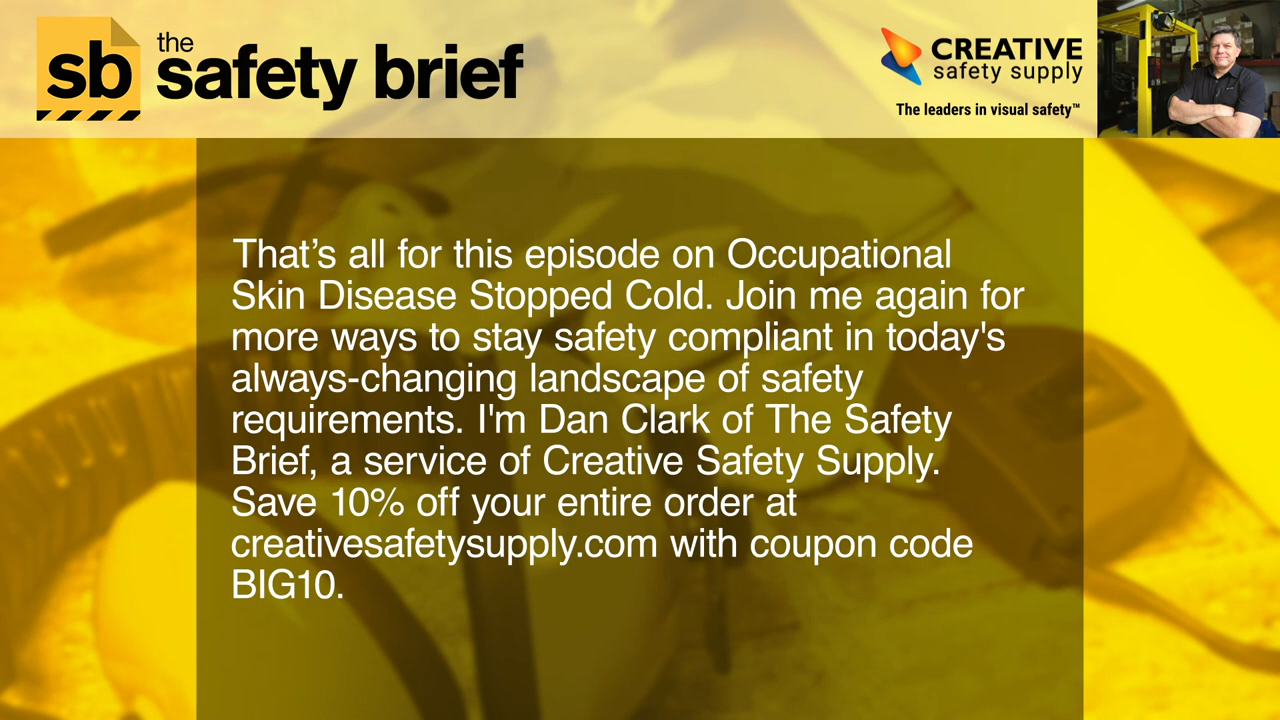 sb
the
safety brief
CREATIVE
safety supply
The leaders in visual safety™
That’s all for this episode on Occupational
Skin Disease Stopped Cold. Join me again for
more ways to stay safety compliant in today's
always-changing landscape of safety
requirements. I'm Dan Clark of The Safety
Brief, a service of Creative Safety Supply.
Save 10% off your entire order at
creativesafetysupply.com with coupon code
BIG10.